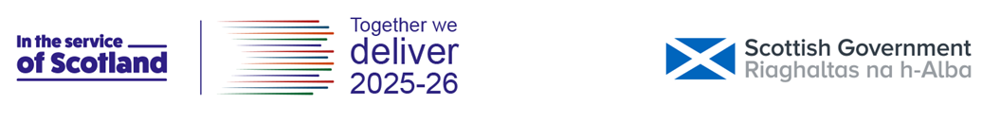 In the service
of Scotland
Together we
deliver
2025-26
Scottish Government
Riaghaltas na h-Alba